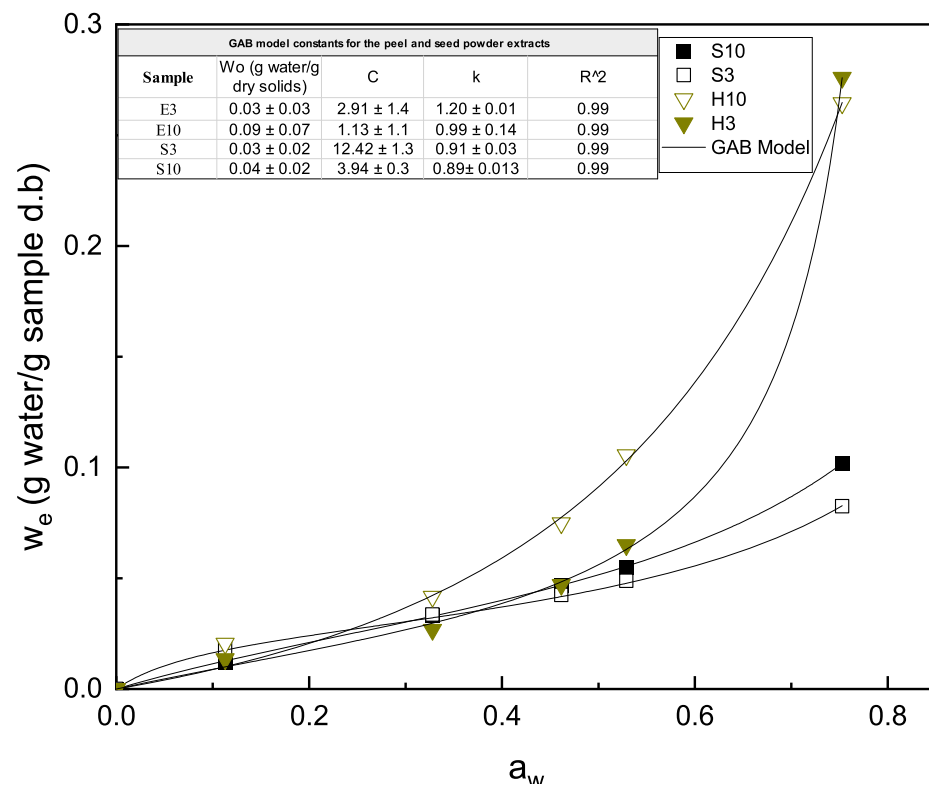 GAB model constants for the peel and seed powder extracts
Sample Wo (g water/g dry solids) C k R^2
E3 0.03 ± 0.03 2.91 ± 1.4 1.20 ± 0.01 0.99
E10 0.09 ± 0.07 1.13 ± 1.1 0.99 ± 0.14 0.99
S3 0.03 ± 0.02 12.42 ± 1.3 0.91 ± 0.03 0.99
S10 0.04 ± 0.02 3.94 ± 0.3 0.89± 0.013 0.99
S10
S3
H10
H3
GAB Model
0.3
0.2
0.1
0.0
we (g water/g sample d.b)
0.0 0.2 0.4 0.6 0.8
aw